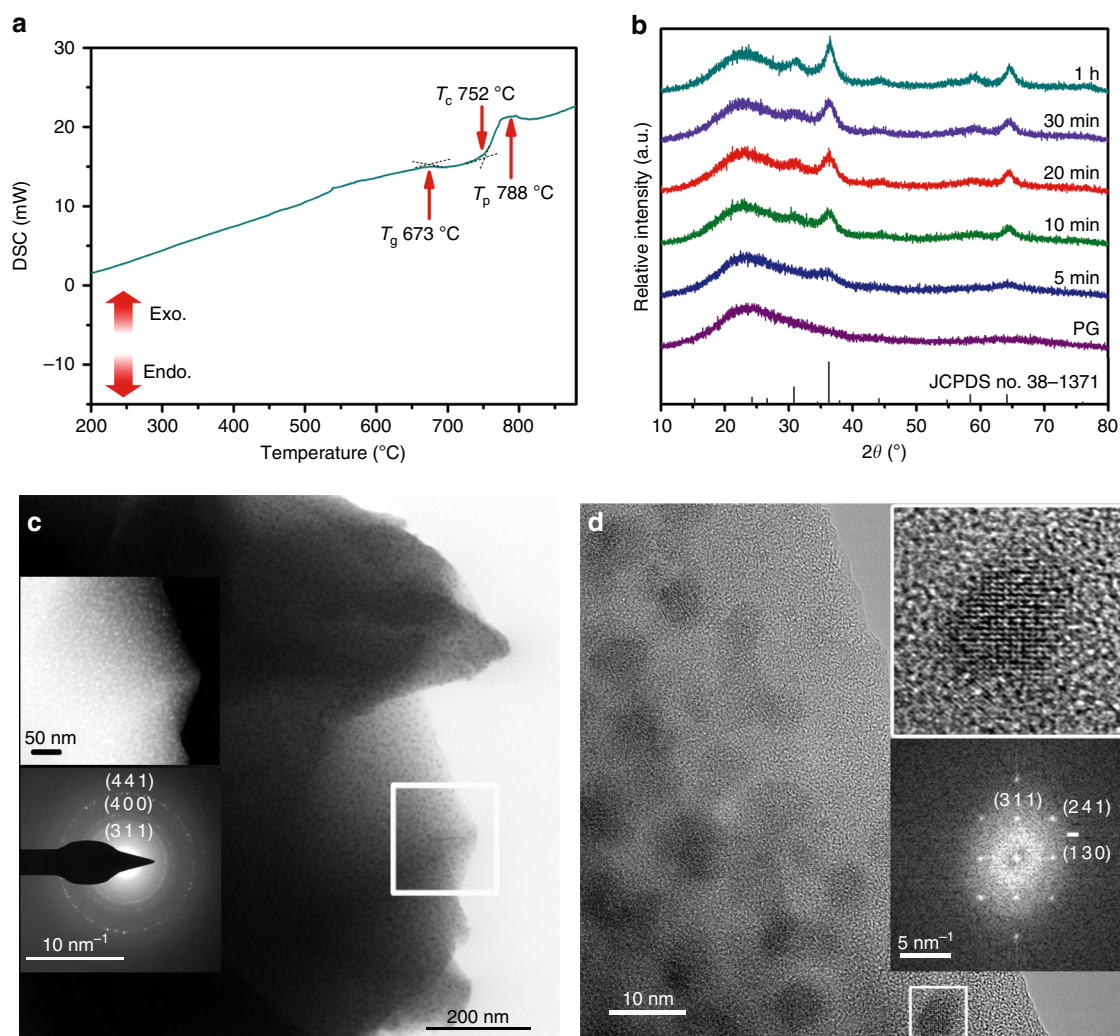 a
30
20
10
0
−10
DSC (mW)
T_c 752 °C
T_p 788 °C
T_g 673 °C
Exo.
Endo.
200 300 400 500 600 700 800
Temperature (°C)
b
Relative intensity (a.u.)
1 h
30 min
20 min
10 min
5 min
PG
JCPDS no. 38–1371
10 20 30 40 50 60 70 80
2θ (°)
c
50 nm
(4 4 1)
(4 0 0)
(3 1 1)
10 nm⁻¹
200 nm
d
(3 1 1)
(2 4 1)
(1 3 0)
5 nm⁻¹
10 nm